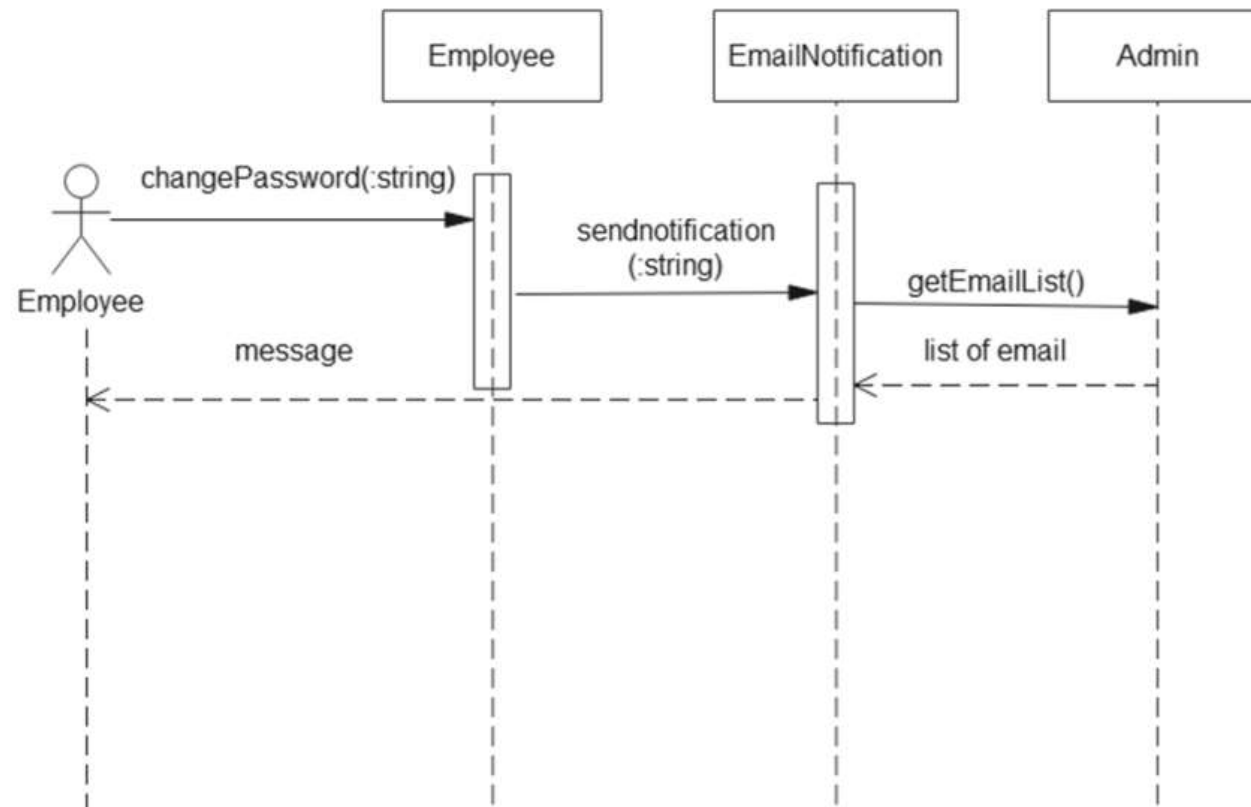 Employee
EmailNotification
Admin
changePassword(:string)
sendnotification
(:string)
getEmailList()
Employee
message
list of email